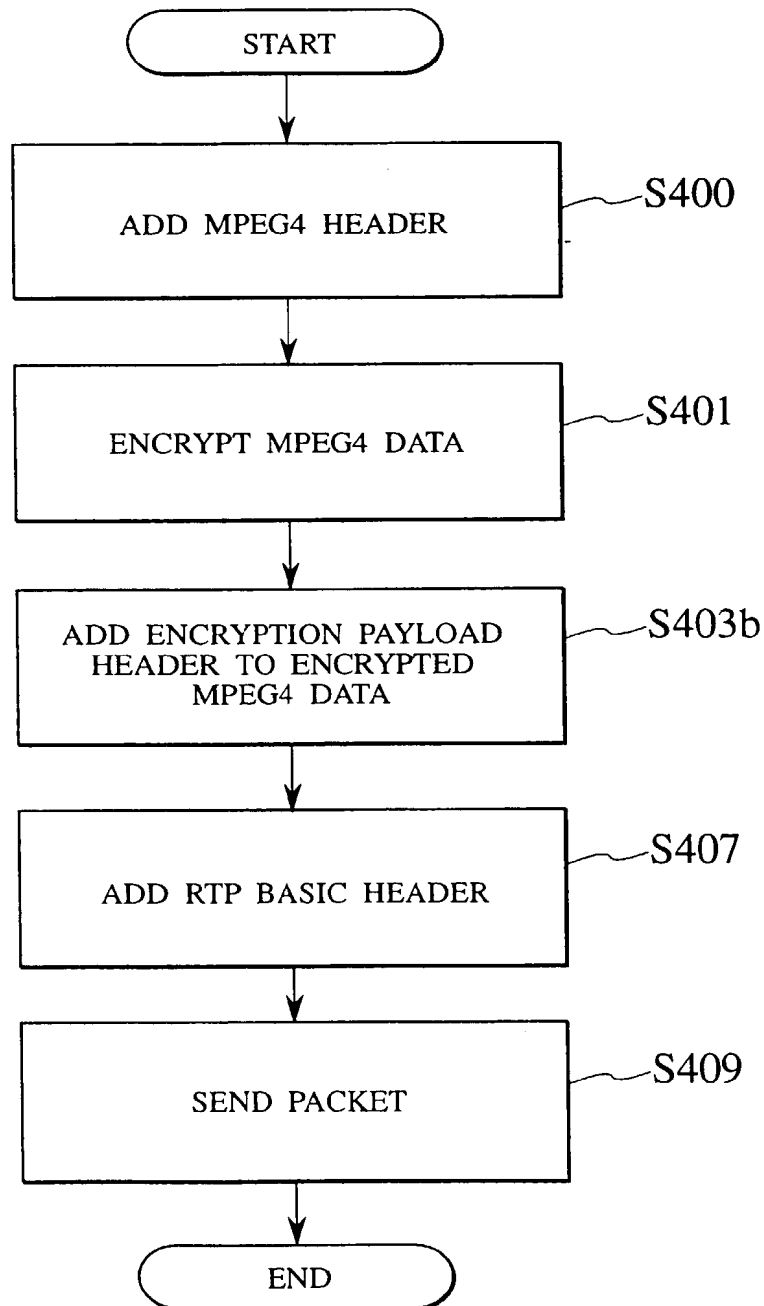 START
ADD MPEG4 HEADER
S400
ENCRYPT MPEG4 DATA
S401
ADD ENCRYPTION PAYLOAD
HEADER TO ENCRYPTED
MPEG4 DATA
S403b
ADD RTP BASIC HEADER
S407
SEND PACKET
S409
END